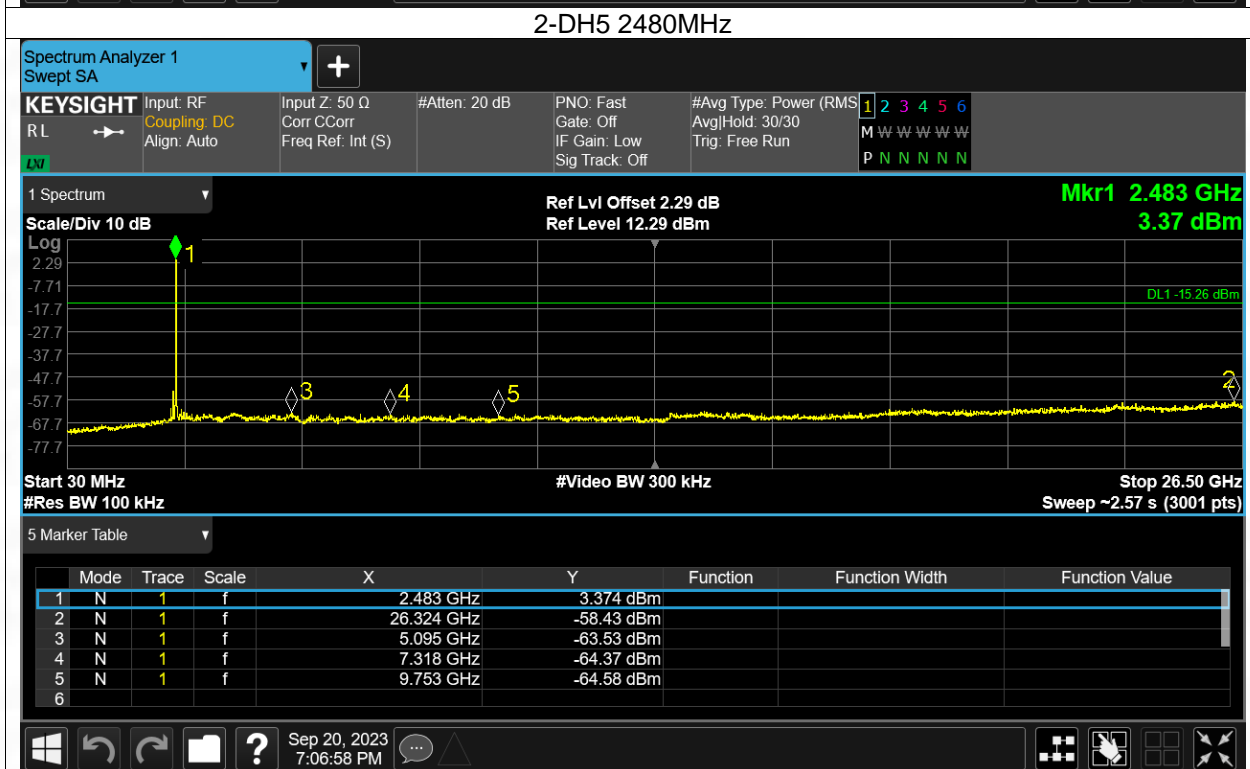 2-DH5 2480MHz
Spectrum Analyzer 1
Swept SA
+
KEYSIGHT Input: RF Input Z: 50 Ω #Atten: 20 dB PNO: Fast #Avg Type: Power (RMS 1 2 3 4 5 6
RL Coupling: DC Corr CCorr Gate: Off Avg|Hold: 30/30 M W W W W W
Align: Auto Freq Ref: Int (S) IF Gain: Low Trig: Free Run
LXI Sig Track: Off P N N N N N
1 Spectrum Ref Lvl Offset 2.29 dB Mkr1 2.483 GHz
Scale/Div 10 dB Ref Level 12.29 dBm 3.37 dBm
Log
1
2.29
-7.71
DL1 -15.26 dBm
-17.7
-27.7
-37.7
-47.7
3 4 5 2
-57.7
-67.7
-77.7
Start 30 MHz #Video BW 300 kHz Stop 26.50 GHz
#Res BW 100 kHz Sweep ~2.57 s (3001 pts)
5 Marker Table
Mode Trace Scale X Y Function Function Width Function Value
1 N 1 f 2.483 GHz 3.374 dBm
2 N 1 f 26.324 GHz -58.43 dBm
3 N 1 f 5.095 GHz -63.53 dBm
4 N 1 f 7.318 GHz -64.37 dBm
5 N 1 f 9.753 GHz -64.58 dBm
6
? Sep 20, 2023
7:06:58 PM